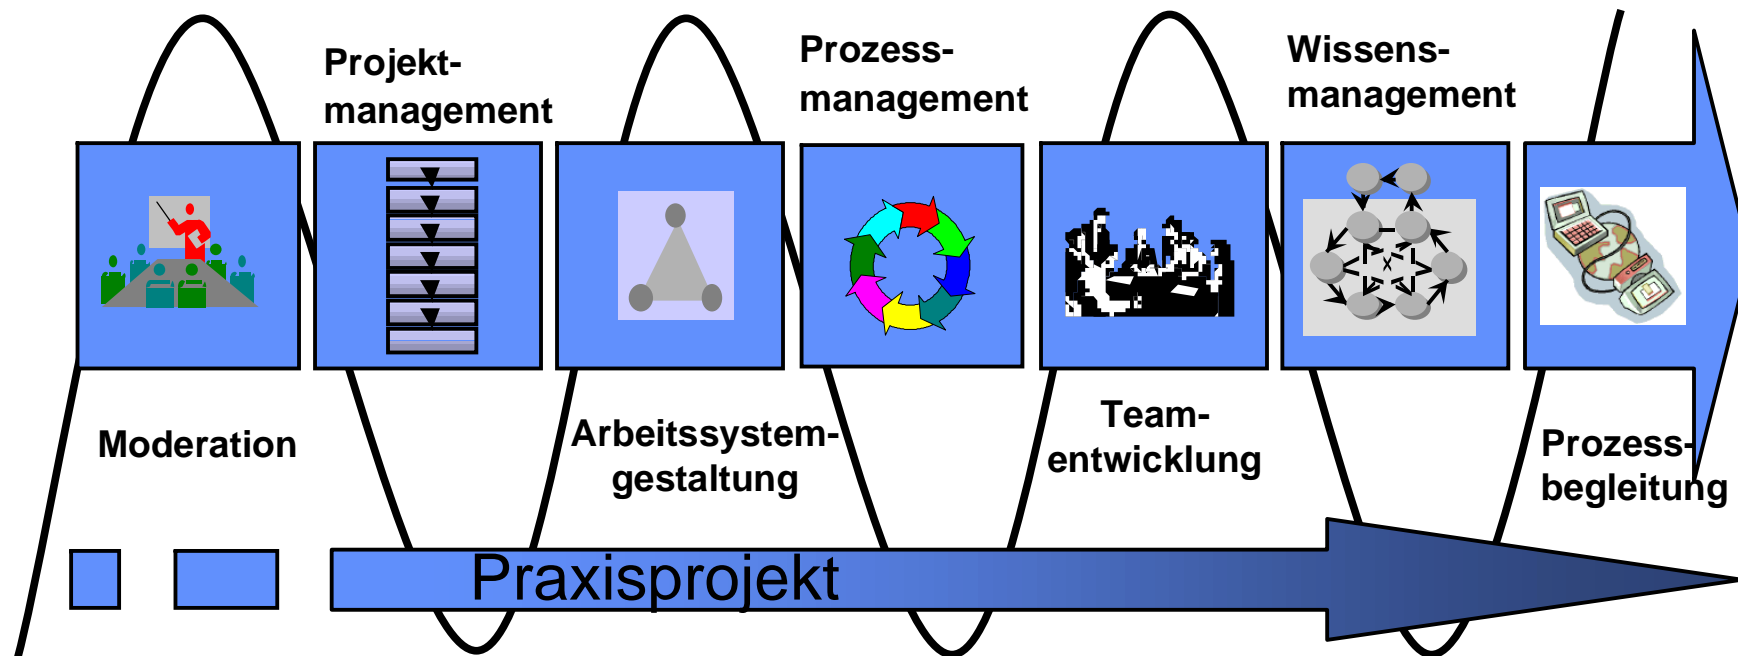 Projekt-
management
Prozess-
management
Wissens-
management
Moderation
Arbeitssystem-
gestaltung
Team-
entwicklung
Prozess-
begleitung
Praxisprojekt